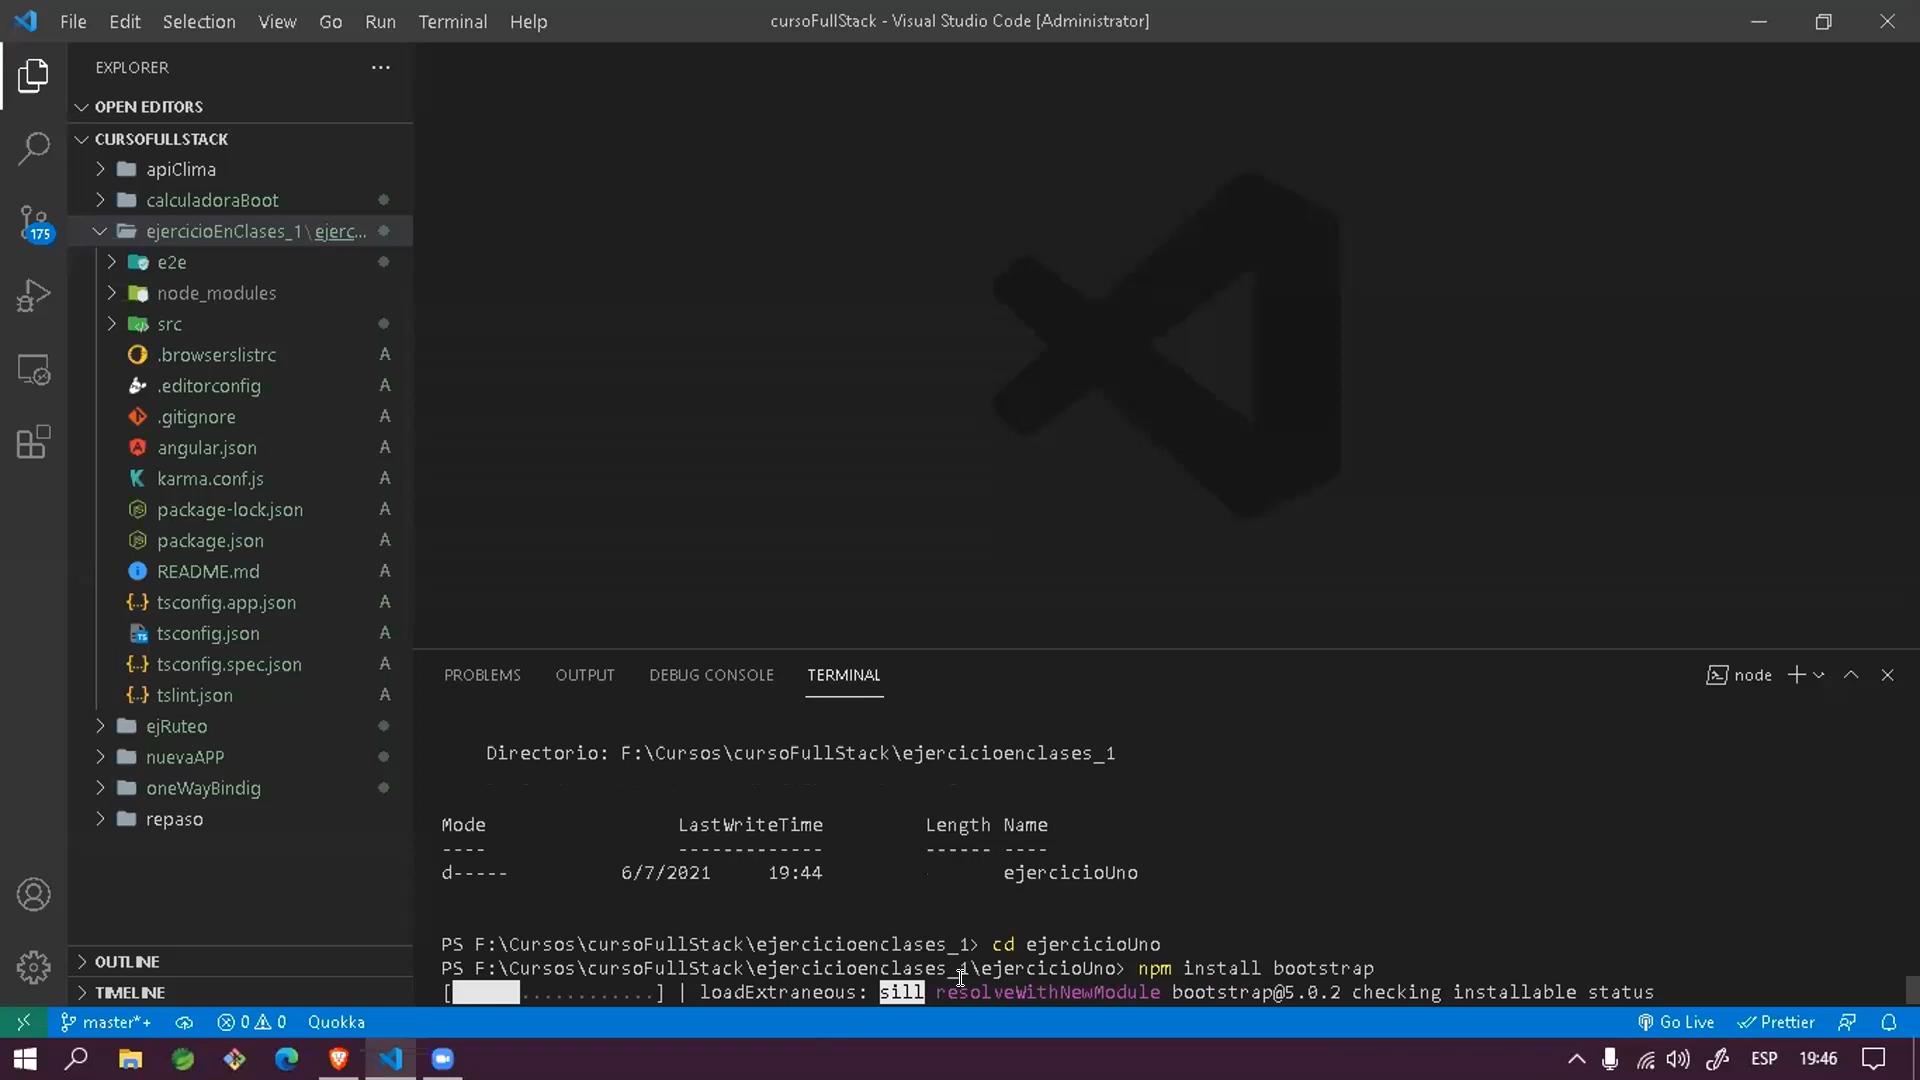 File Edit Selection View Go Run Terminal Help
cursoFullStack - Visual Studio Code [Administrator]
EXPLORER
OPEN EDITORS
CURSOFULLSTACK
apiClima
calculadoraBoot
ejercicioEnClases_1\ejerc...
e2e
node_modules
src
.browserslistrc A
.editorconfig A
.gitignore A
angular.json A
karma.conf.js A
package-lock.json A
package.json A
README.md A
tsconfig.app.json A
tsconfig.json A
tsconfig.spec.json A
tslint.json A
ejRuteo
nuevaAPP
oneWayBindig
repaso
OUTLINE
TIMELINE
175
PROBLEMS OUTPUT DEBUG CONSOLE TERMINAL
node
Directorio: F:\Cursos\cursoFullStack\ejercicioenclases_1
Mode LastWriteTime Length Name
---- ------------- ------ ----
d----- 6/7/2021 19:44 ejercicioUno
PS F:\Cursos\cursoFullStack\ejercicioenclases_1> cd ejercicioUno
PS F:\Cursos\cursoFullStack\ejercicioenclases_1\ejercicioUno> npm install bootstrap
[ ............] | loadExtraneous: sill resolveWithNewModule bootstrap@5.0.2 checking installable status
master*+ 0 0 Quokka
Go Live Prettier
ESP 19:46